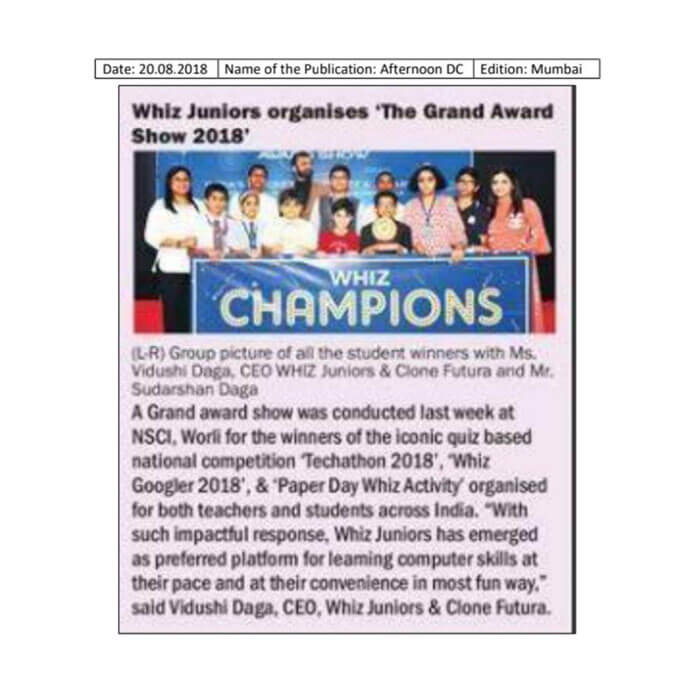 Date: 20.08.2018 Name of the Publication: Afternoon DC Edition: Mumbai
Whiz Juniors organises ‘The Grand Award
Show 2018’
WHIZ
CHAMPIONS
(L-R) Group picture of all the student winners with Ms.
Vidushi Daga, CEO WHIZ Juniors & Clone Futura and Mr.
Sudarshan Daga
A Grand award show was conducted last week at
NSCI, Worli for the winners of the iconic quiz based
national competition ‘Techathon 2018’, ‘Whiz
Googler 2018’, & ‘Paper Day Whiz Activity’ organised
for both teachers and students across India. “With
such impactful response, Whiz Juniors has emerged
as preferred platform for learning computer skills at
their pace and at their convenience in most fun way,”
said Vidushi Daga, CEO, Whiz Juniors & Clone Futura.